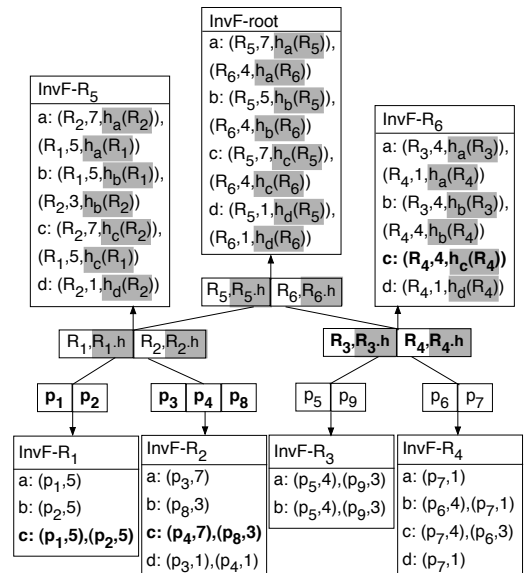 InvF-root
a: (R5,7,ha(R5)),
(R6,4,ha(R6))
b: (R5,5,hb(R5)),
(R6,4,hb(R6))
c: (R5,7,hc(R5)),
(R6,4,hc(R6))
d: (R5,1,hd(R5)),
(R6,1,hd(R6))
InvF-R5
a: (R2,7,ha(R2)),
(R1,5,ha(R1))
b: (R1,5,hb(R1)),
(R2,3,hb(R2))
c: (R2,7,hc(R2)),
(R1,5,hc(R1))
d: (R2,1,hd(R2))
InvF-R6
a: (R3,4,ha(R3)),
(R4,1,ha(R4))
b: (R3,4,hb(R3)),
(R4,4,hb(R4))
c: (R4,4,hc(R4))
d: (R4,1,hd(R4))
R5,R5.h R6,R6.h
R1,R1.h R2,R2.h
R3,R3.h R4,R4.h
p1 p2
p3 p4 p8
p5 p9
p6 p7
InvF-R1
a: (p1,5)
b: (p2,5)
c: (p1,5),(p2,5)
InvF-R2
a: (p3,7)
b: (p8,3)
c: (p4,7),(p8,3)
d: (p3,1),(p4,1)
InvF-R3
a: (p5,4),(p9,3)
b: (p5,4),(p9,3)
InvF-R4
a: (p7,1)
b: (p6,4),(p7,1)
c: (p7,4),(p6,3)
d: (p7,1)